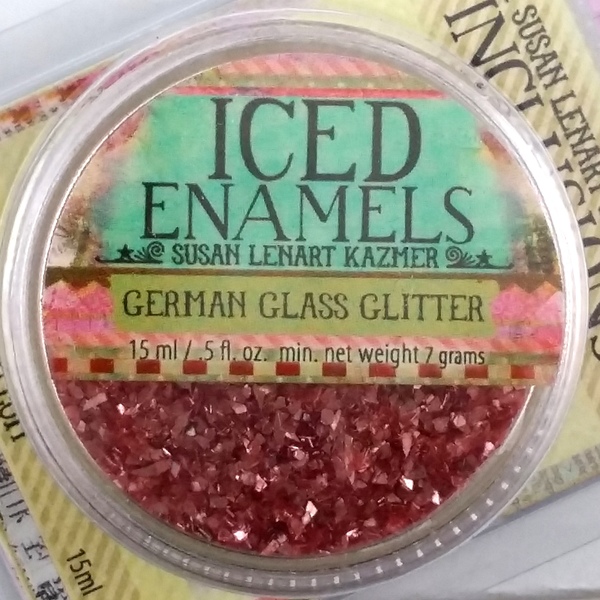 ICED
ENAMELS
SUSAN LENART KAZMER
GERMAN GLASS GLITTER
15 ml / .5 fl. oz. min. net weight 7 grams
SUSAN LENART
INCLUSIONS
15ml